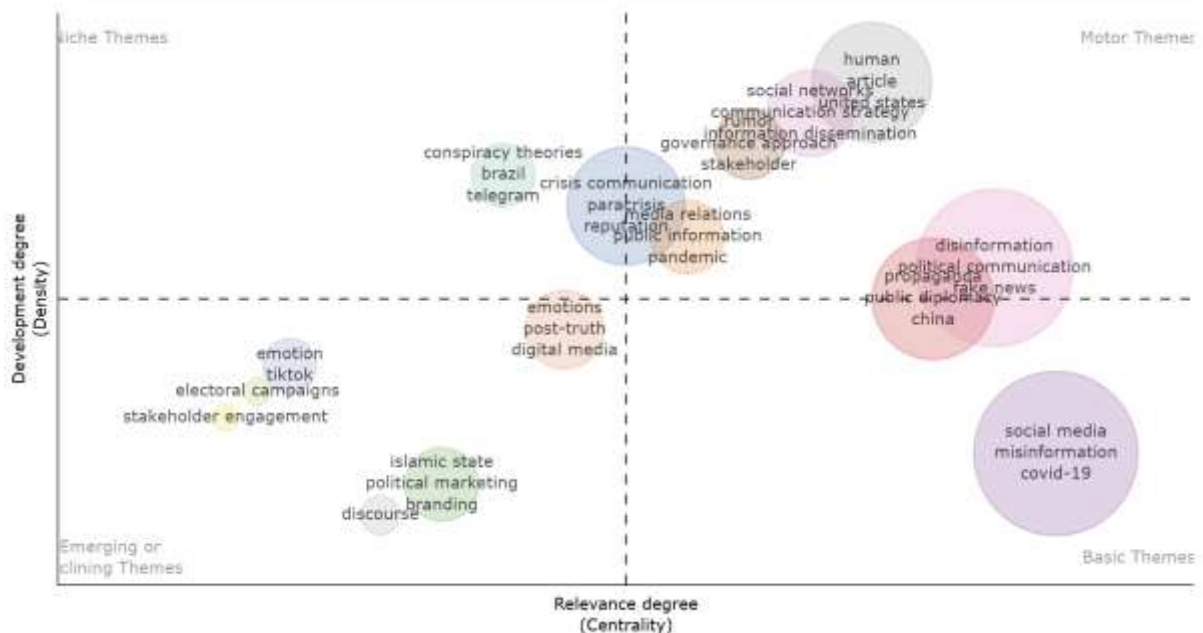 iche Themes
Motor Themes
human
article
united states
social networks
communication strategy
information dissemination
rumor
governance approach
stakeholder
conspiracy theories
brazil
telegram
crisis communication
paracrisis
reputation
media relations
public information
pandemic
disinformation
political communication
fake news
propaganda
public diplomacy
china
emotions
post-truth
digital media
emotion
tiktok
electoral campaigns
stakeholder engagement
social media
misinformation
covid-19
islamic state
political marketing
branding
discourse
Emerging or
clining Themes
Basic Themes
Development degree
(Density)
Relevance degree
(Centrality)